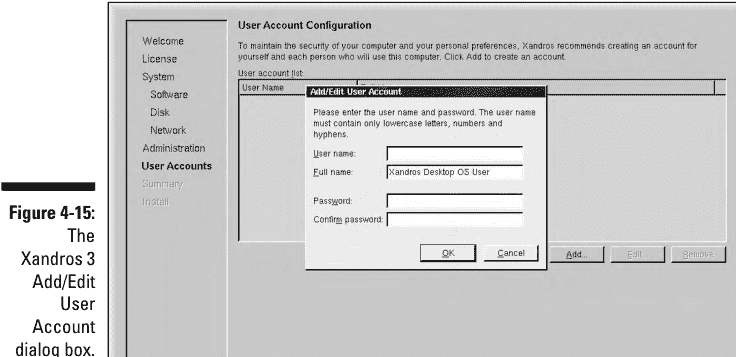 User Account Configuration
To maintain the security of your computer and your personal preferences, Xandros recommends creating an account for
yourself and each person who will use this computer. Click Add to create an account.
User account list:
User Name
Welcome
License
System
Software
Disk
Network
Administration
User Accounts
Summary
Install
Add/Edit User Account
Please enter the user name and password. The user name
must contain only lowercase letters, numbers and
hyphens.
User name:
Full name: Xandros Desktop OS User
Password:
Confirm password:
OK Cancel
Add... Edit Remove
Figure 4-15:
The
Xandros 3
Add/Edit
User
Account
dialog box.